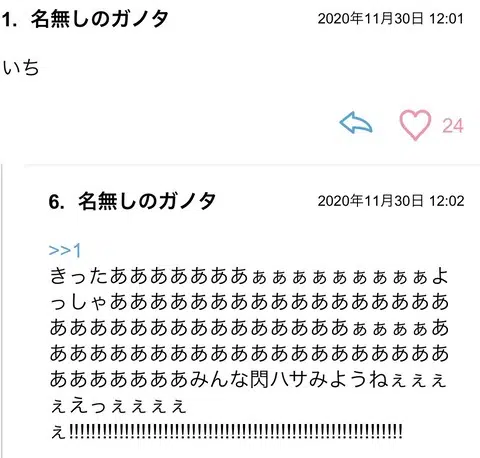 1. 名無しのガノタ 2020年11月30日 12:01
いち
24
6. 名無しのガノタ 2020年11月30日 12:02
>>1
きったあああああああぁぁぁぁぁぁぁぁぁよ
っしゃあああああああああああああああああ
あああああああああああああああぁぁぁぁあ
ああああああああああああああああああああ
あああああああみんな閃ハサみようねぇぇぇ
ぇえっぇぇぇぇ
ぇ!!!!!!!!!!!!!!!!!!!!!!!!!!!!!!!!!!!!!!!!!!!!!!!!!!!!!!!!!!!!